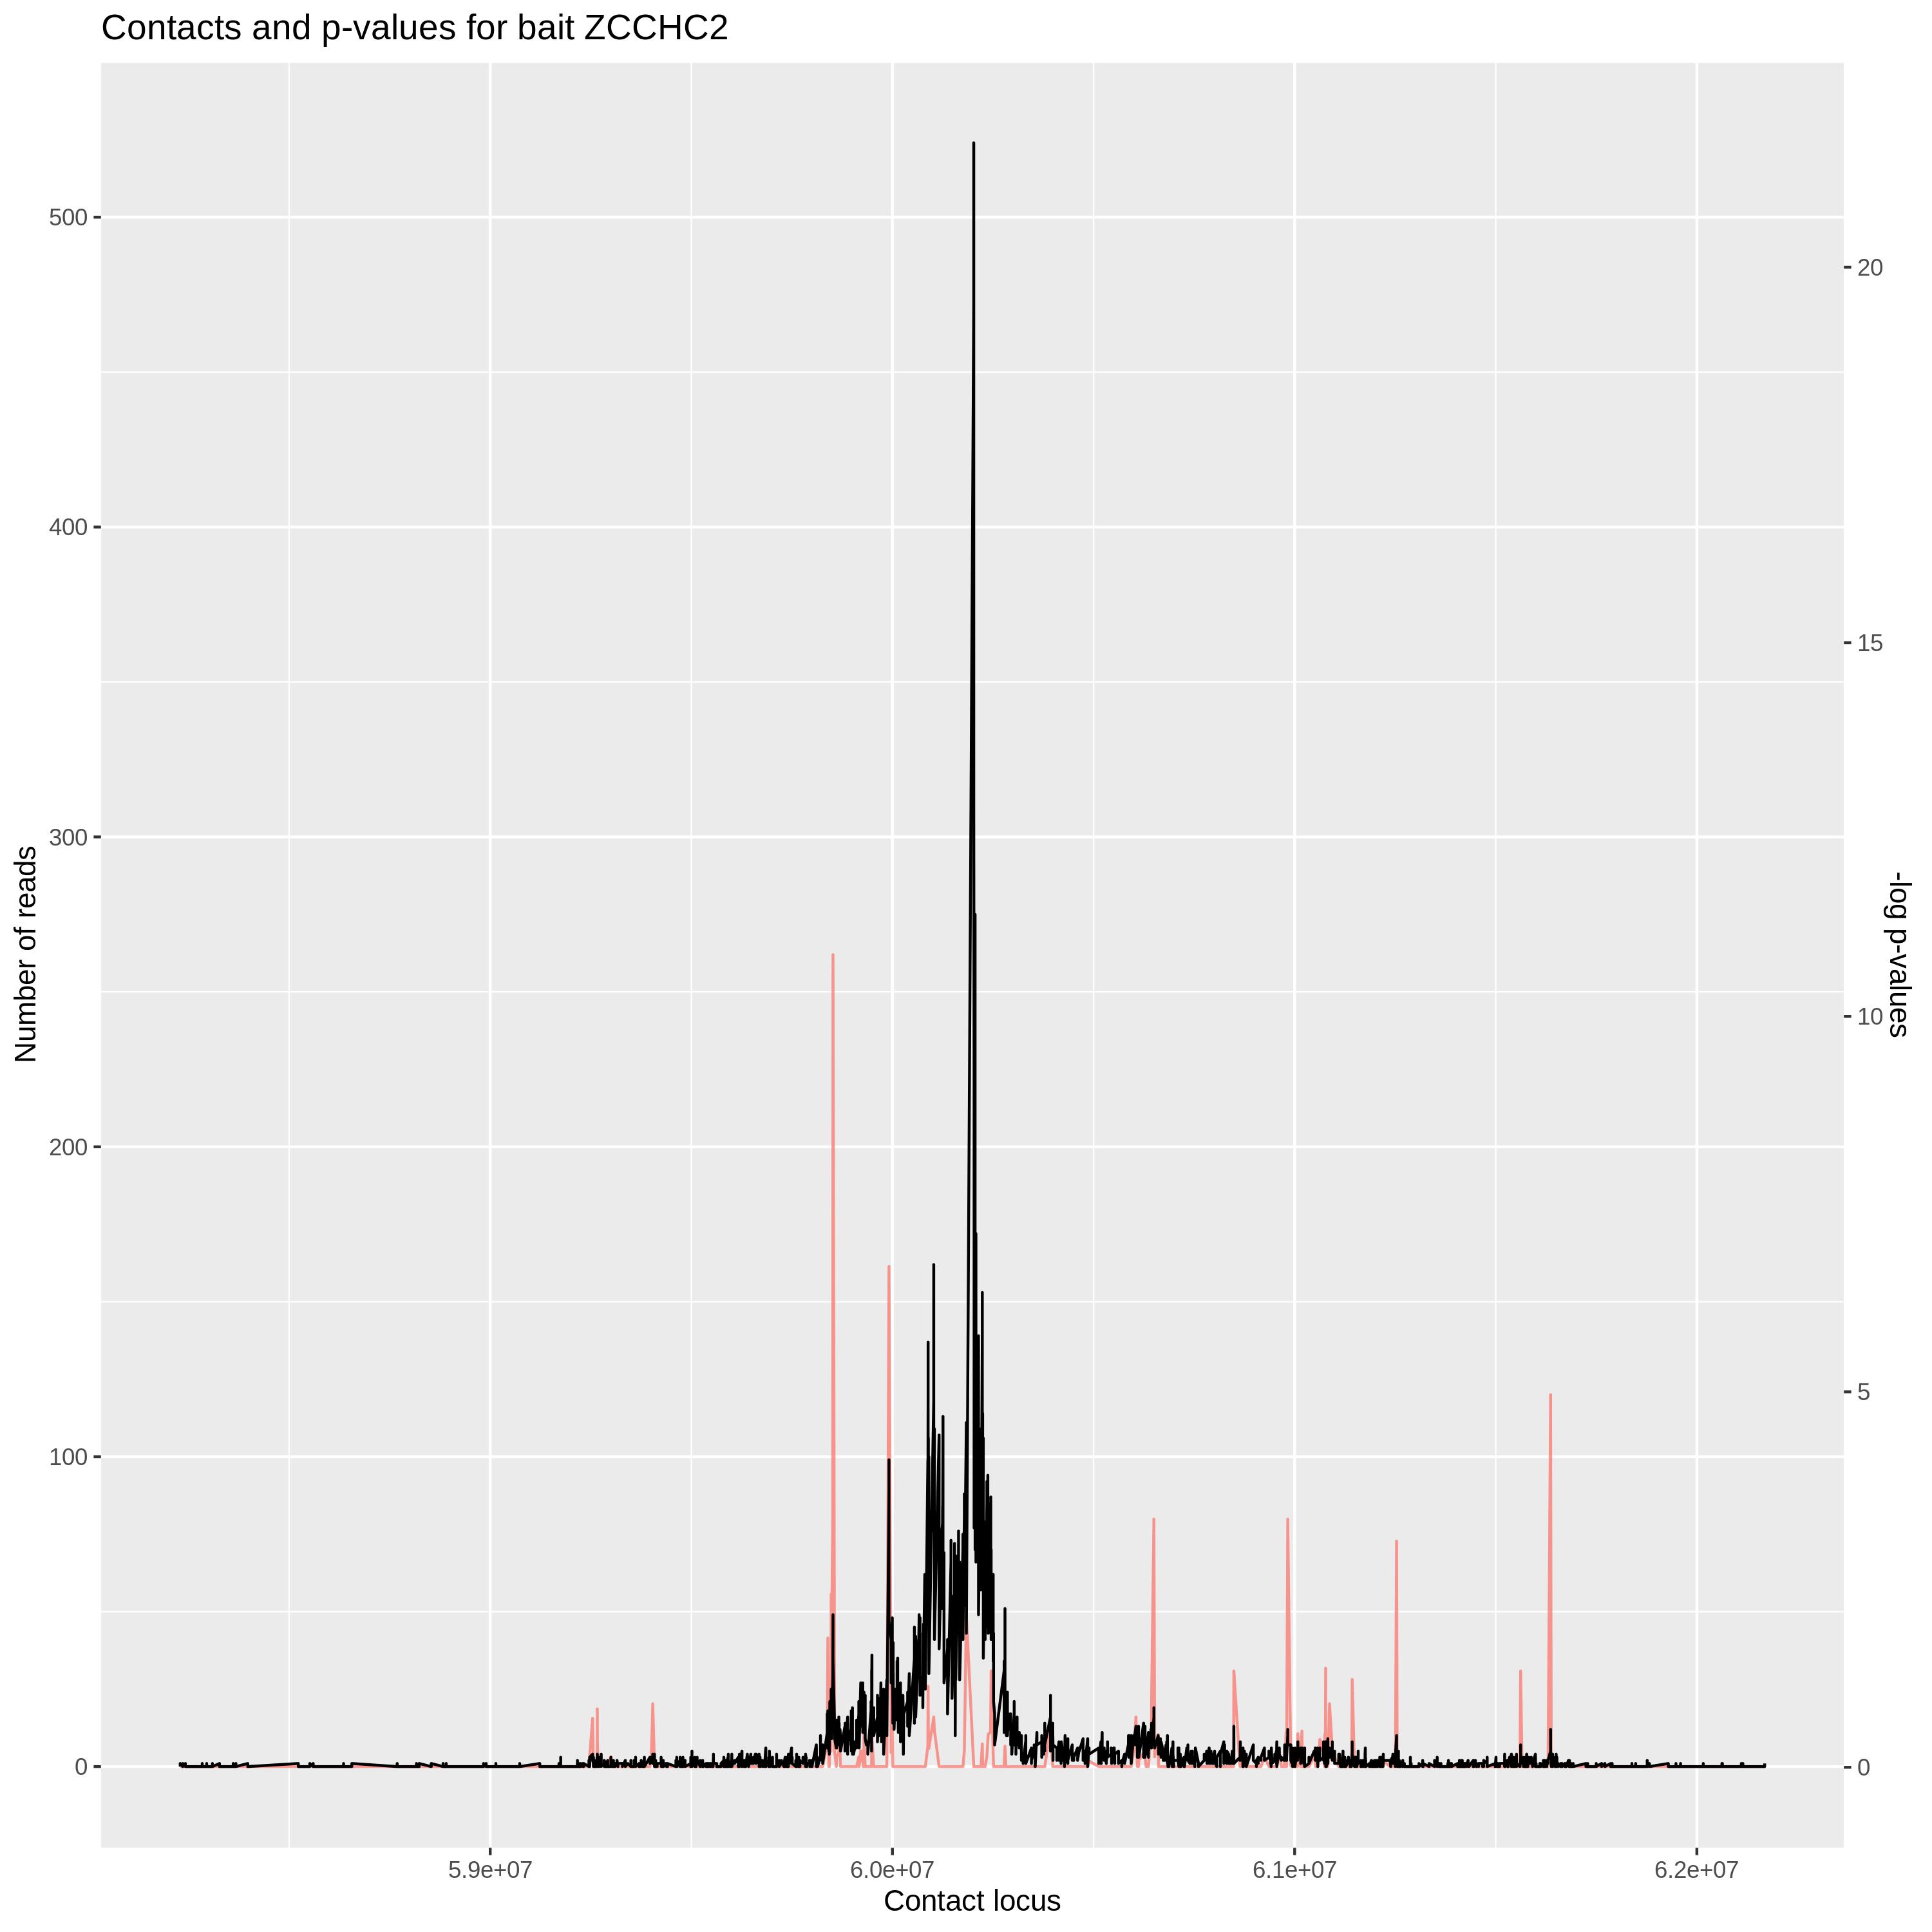 Contacts and p-values for bait ZCCHC2
500
400
300
200
100
0
Number of reads
20
15
10
5
0
-log p-values
5.9e+07 6.0e+07 6.1e+07 6.2e+07
Contact locus